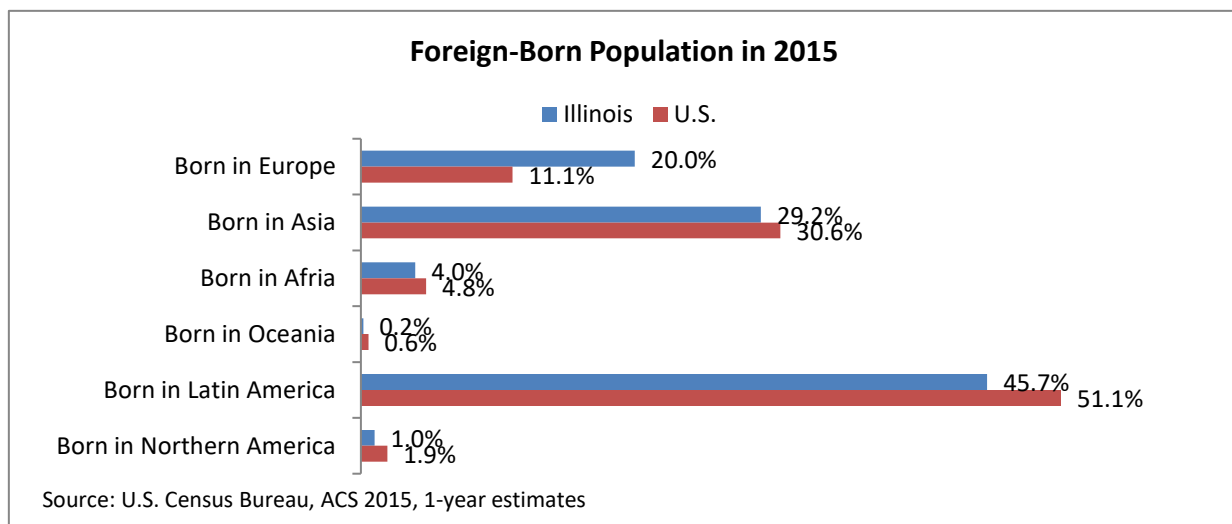 Foreign-Born Population in 2015
Illinois U.S.
Born in Europe 20.0%
11.1%
Born in Asia 29.2%
30.6%
Born in Afria 4.0%
4.8%
Born in Oceania 0.2%
0.6%
Born in Latin America 45.7%
51.1%
Born in Northern America 1.0%
1.9%
Source: U.S. Census Bureau, ACS 2015, 1-year estimates